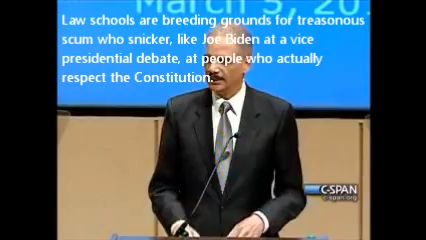 March 5, 201
Law schools are breeding grounds for treasonous
scum who snicker, like Joe Biden at a vice
presidential debate, at people who actually
respect the Constitution.
C-SPAN
c-span.org